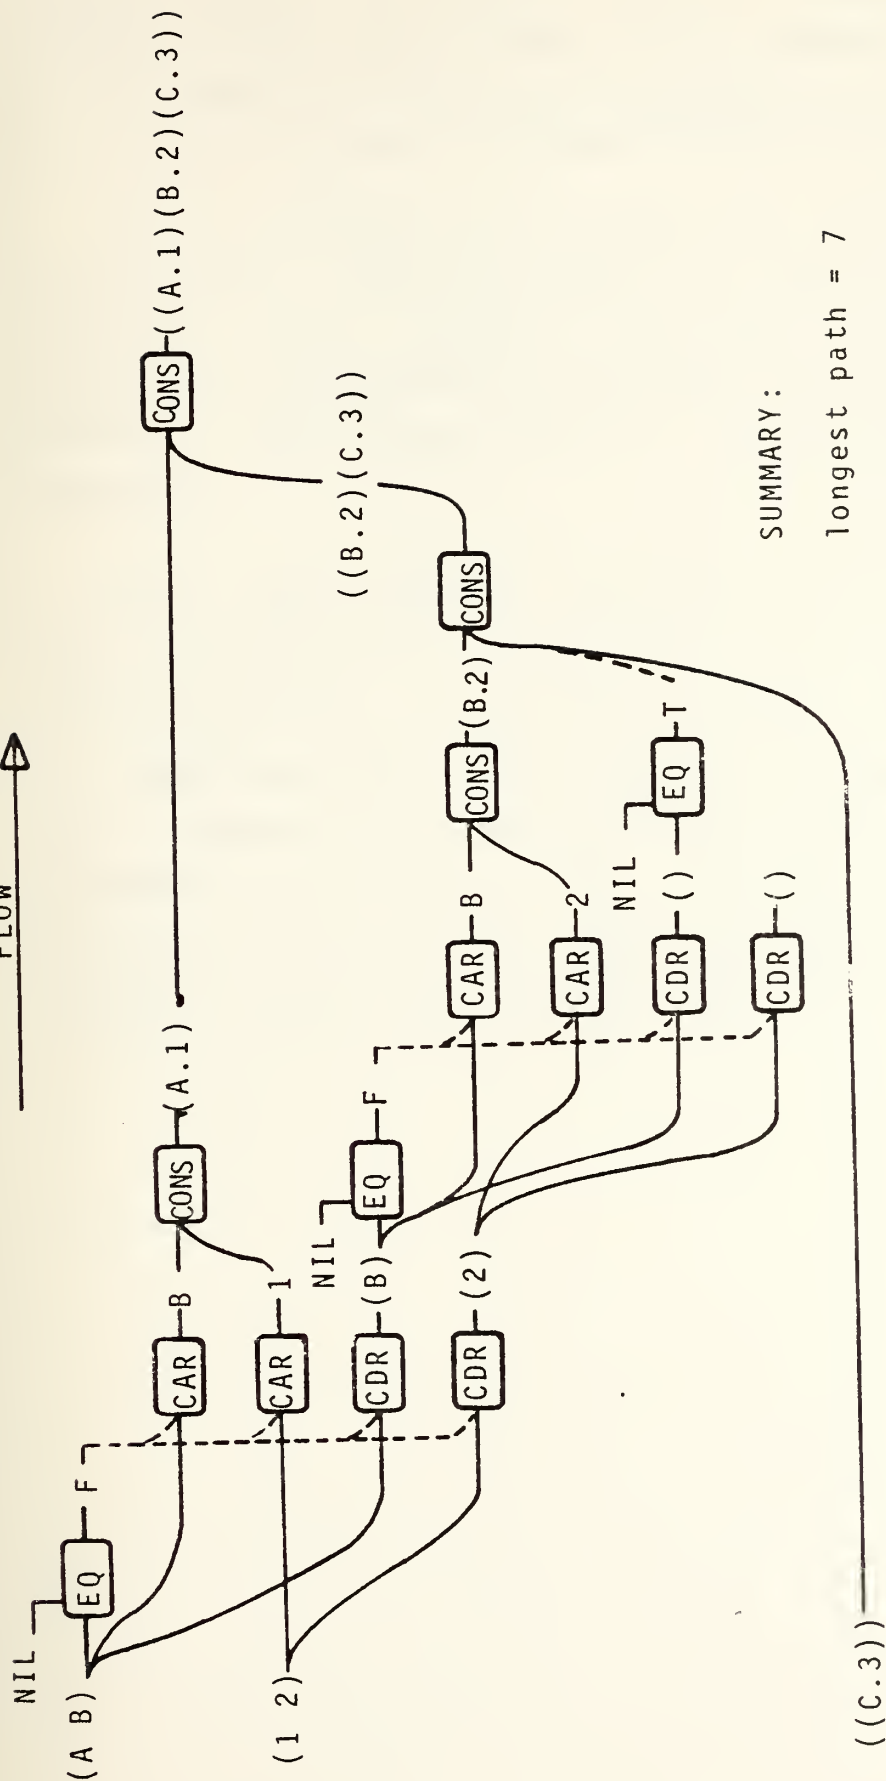 FLOW
NIL
(A B) EQ F
CAR B CONS (A.1) CONS ((A.1)(B.2)(C.3))
(1 2) CAR 1
NIL
((B.2)(C.3))
CDR (B) EQ F
CDR (2) CAR B CONS (B.2) CONS
CAR 2
NIL
CDR () EQ T
CDR ()
SUMMARY:
longest path = 7
((C.3))